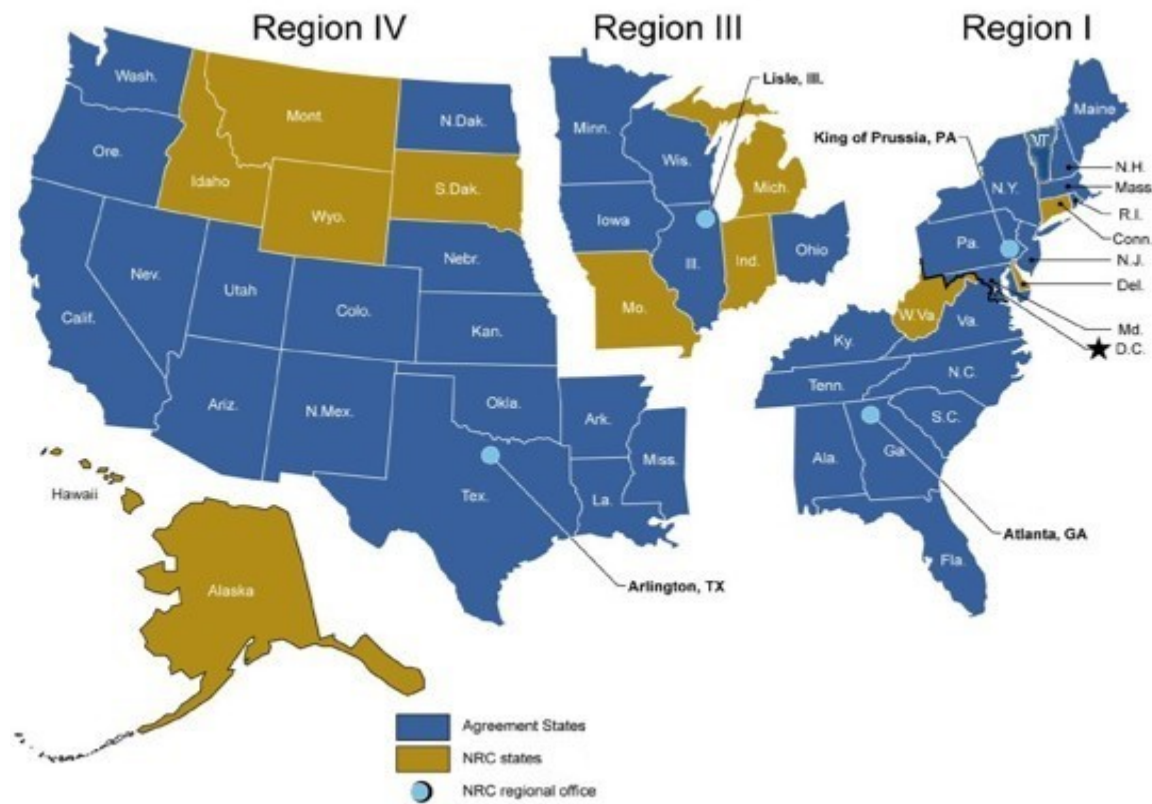 Region IV
Region III
Region I
Wash.
Ore.
Calif.
Nev.
Idaho
Mont.
Wyo.
Utah
Ariz.
Colo.
N.Mex.
N.Dak.
S.Dak.
Nebr.
Kan.
Okla.
Tex.
Ark.
La.
Miss.
Hawaii
Alaska
Arlington, TX
Minn.
Iowa
Mo.
Wis.
Ill.
Mich.
Ind.
Ohio
Lisle, Ill.
King of Prussia, PA
Maine
VT
N.H.
Mass
R.I.
Conn.
N.J.
Del.
Md.
D.C.
N.Y.
Pa.
W.Va.
Va.
Ky.
Tenn.
N.C.
S.C.
Ala.
Ga.
Fla.
Atlanta, GA
Agreement States
NRC states
NRC regional office